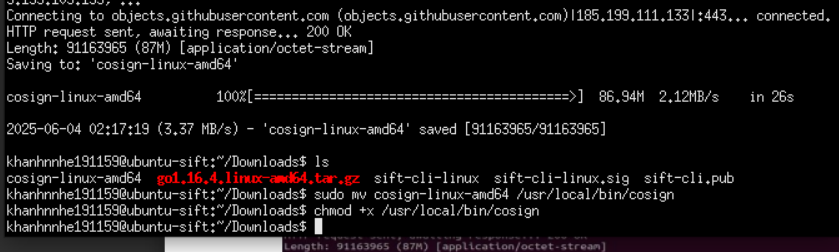 Connecting to objects.githubusercontent.com (objects.githubusercontent.com)|185.199.111.133|:443... connected.
HTTP request sent, awaiting response... 200 OK
Length: 91163965 (87M) [application/octet-stream]
Saving to: 'cosign-linux-amd64'
cosign-linux-amd64 100%[==========================================>] 86.94M 2.12MB/s in 26s
2025-06-04 02:17:19 (3.37 MB/s) - 'cosign-linux-amd64' saved [91163965/91163965]
khanhnnhe191159@ubuntu-sift:~/Downloads$ ls
cosign-linux-amd64 go1.16.4.linux-amd64.tar.gz sift-cli-linux sift-cli-linux.sig sift-cli.pub
khanhnnhe191159@ubuntu-sift:~/Downloads$ sudo mv cosign-linux-amd64 /usr/local/bin/cosign
khanhnnhe191159@ubuntu-sift:~/Downloads$ chmod +x /usr/local/bin/cosign
khanhnnhe191159@ubuntu-sift:~/Downloads$
Length: 91163965 (87M) [application/octet-stream]